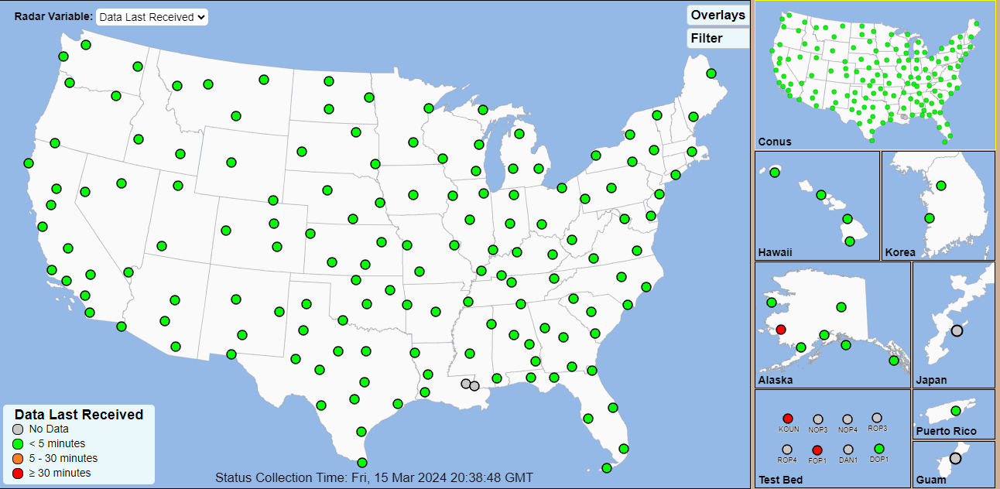 Radar Variable: Data Last Received
Overlays
Filter
Data Last Received
No Data
< 5 minutes
5 - 30 minutes
≥ 30 minutes
Status Collection Time: Fri, 15 Mar 2024 20:38:48 GMT
Conus
Hawaii
Korea
Alaska
Japan
KOUN NOP3 NOP4 ROP3
ROP4 FOP1 DAN1 DOP1
Test Bed
Puerto Rico
Guam